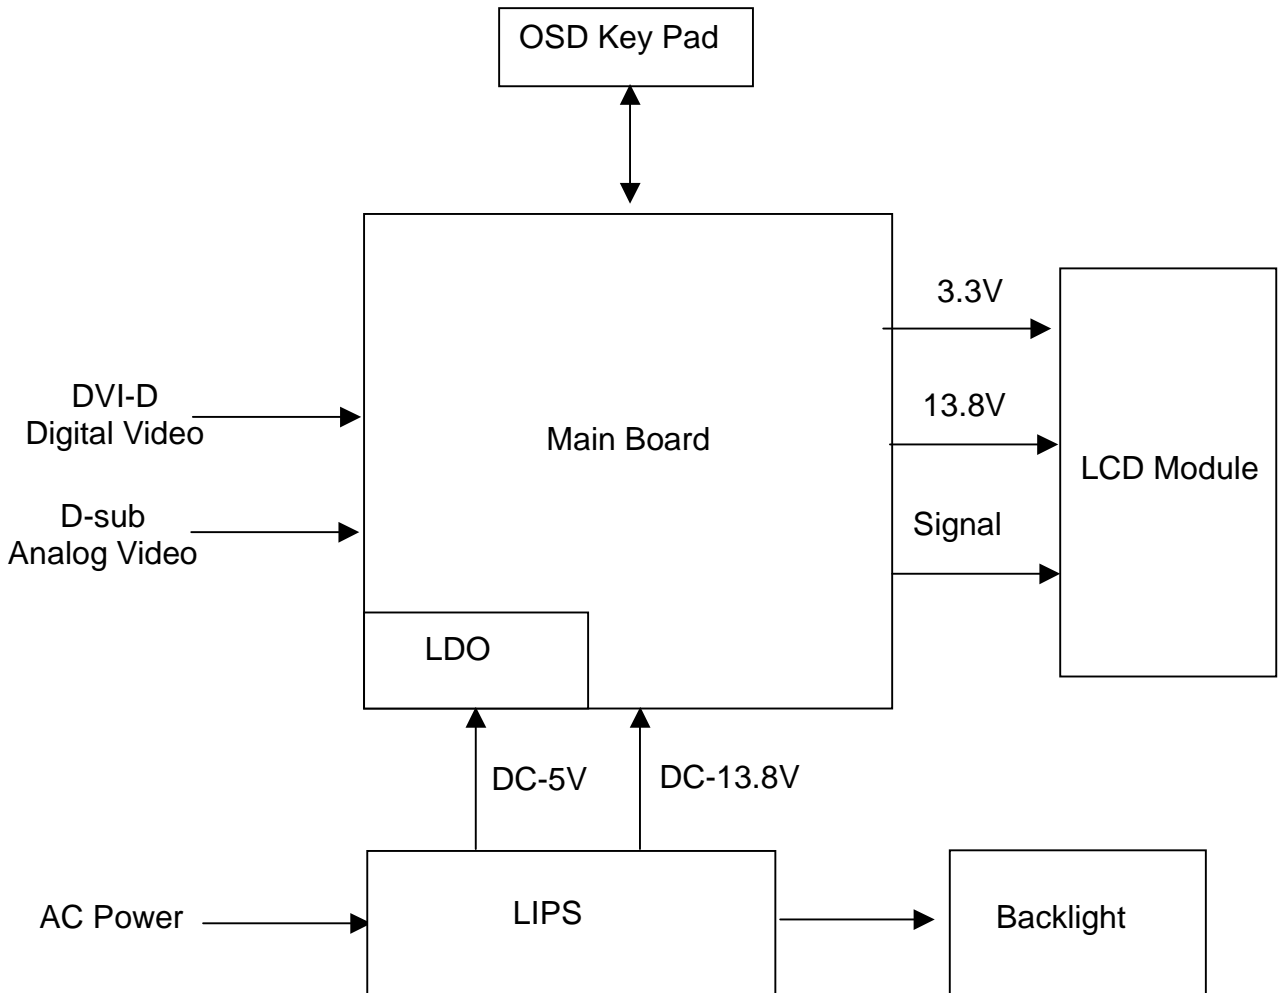 OSD Key Pad
3.3V
DVI-D
Digital Video
13.8V
Main Board
LCD Module
D-sub
Analog Video
Signal
LDO
DC-5V
DC-13.8V
AC Power
LIPS
Backlight